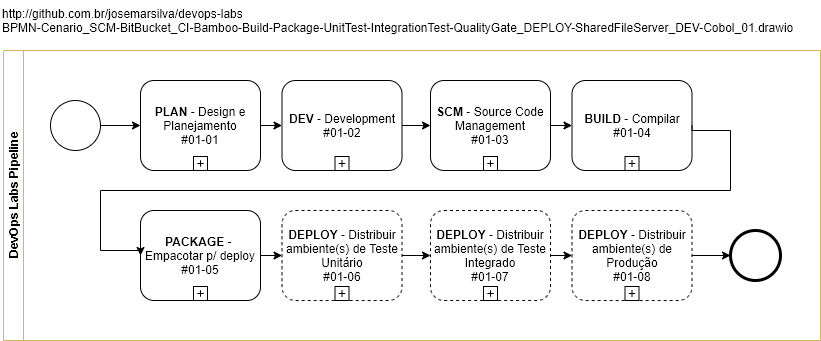 http://github.com.br/josemarsilva/devops-labs
BPMN-Cenario_SCM-BitBucket_CI-Bamboo-Build-Package-UnitTest-IntegrationTest-QualityGate_DEPLOY-SharedFileServer_DEV-Cobol_01.drawio
DevOps Labs Pipeline
PLAN - Design e
Planejamento
#01-01
DEV - Development
#01-02
SCM - Source Code
Management
#01-03
BUILD - Compilar
#01-04
PACKAGE -
Empacotar p/ deploy
#01-05
DEPLOY - Distribuir
ambiente(s) de Teste
Unitário
#01-06
DEPLOY - Distribuir
ambiente(s) de Teste
Integrado
#01-07
DEPLOY - Distribuir
ambiente(s) de
Produção
#01-08